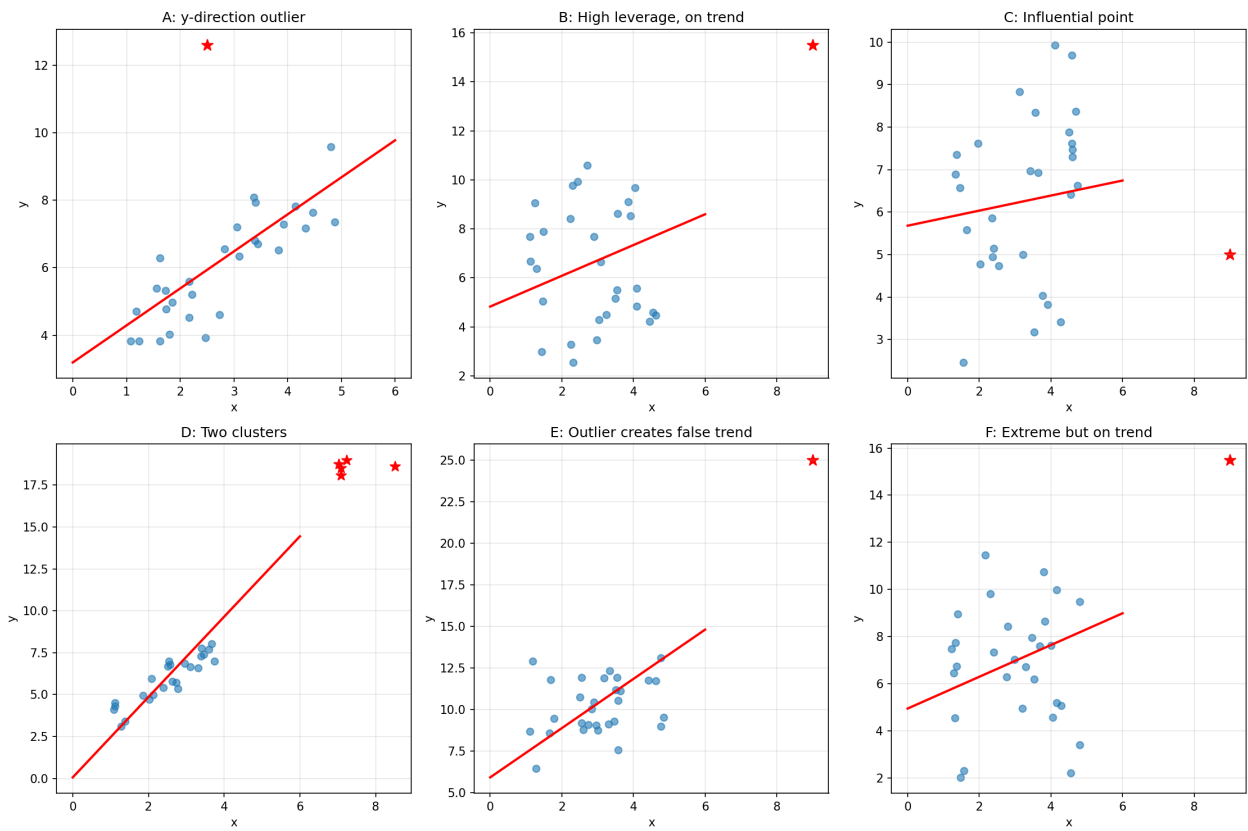 A: y-direction outlier
12
10
8
6
4
y
0 1 2 3 4 5 6
x
B: High leverage, on trend
16
14
12
10
8
6
4
2
y
0 2 4 6 8
x
C: Influential point
10
9
8
7
6
5
4
3
y
0 2 4 6 8
x
D: Two clusters
17.5
15.0
12.5
10.0
7.5
5.0
2.5
0.0
y
0 2 4 6 8
x
E: Outlier creates false trend
25.0
22.5
20.0
17.5
15.0
12.5
10.0
7.5
5.0
y
0 2 4 6 8
x
F: Extreme but on trend
16
14
12
10
8
6
4
2
y
0 2 4 6 8
x